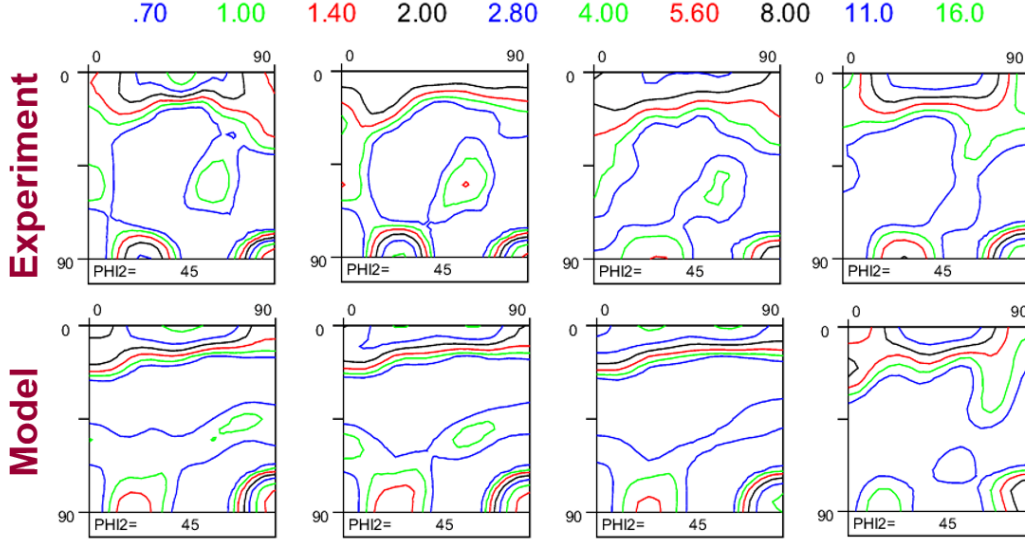 .70 1.00 1.40 2.00 2.80 4.00 5.60 8.00 11.0 16.0
Experiment
0 90 0 90 0 90 0 90
0 0 0 0
90 90 90 90
PHI2= 45 PHI2= 45 PHI2= 45 PHI2= 45
Model
0 90 0 90 0 90 0 90
0 0 0 0
90 90 90 90
PHI2= 45 PHI2= 45 PHI2= 45 PHI2= 45